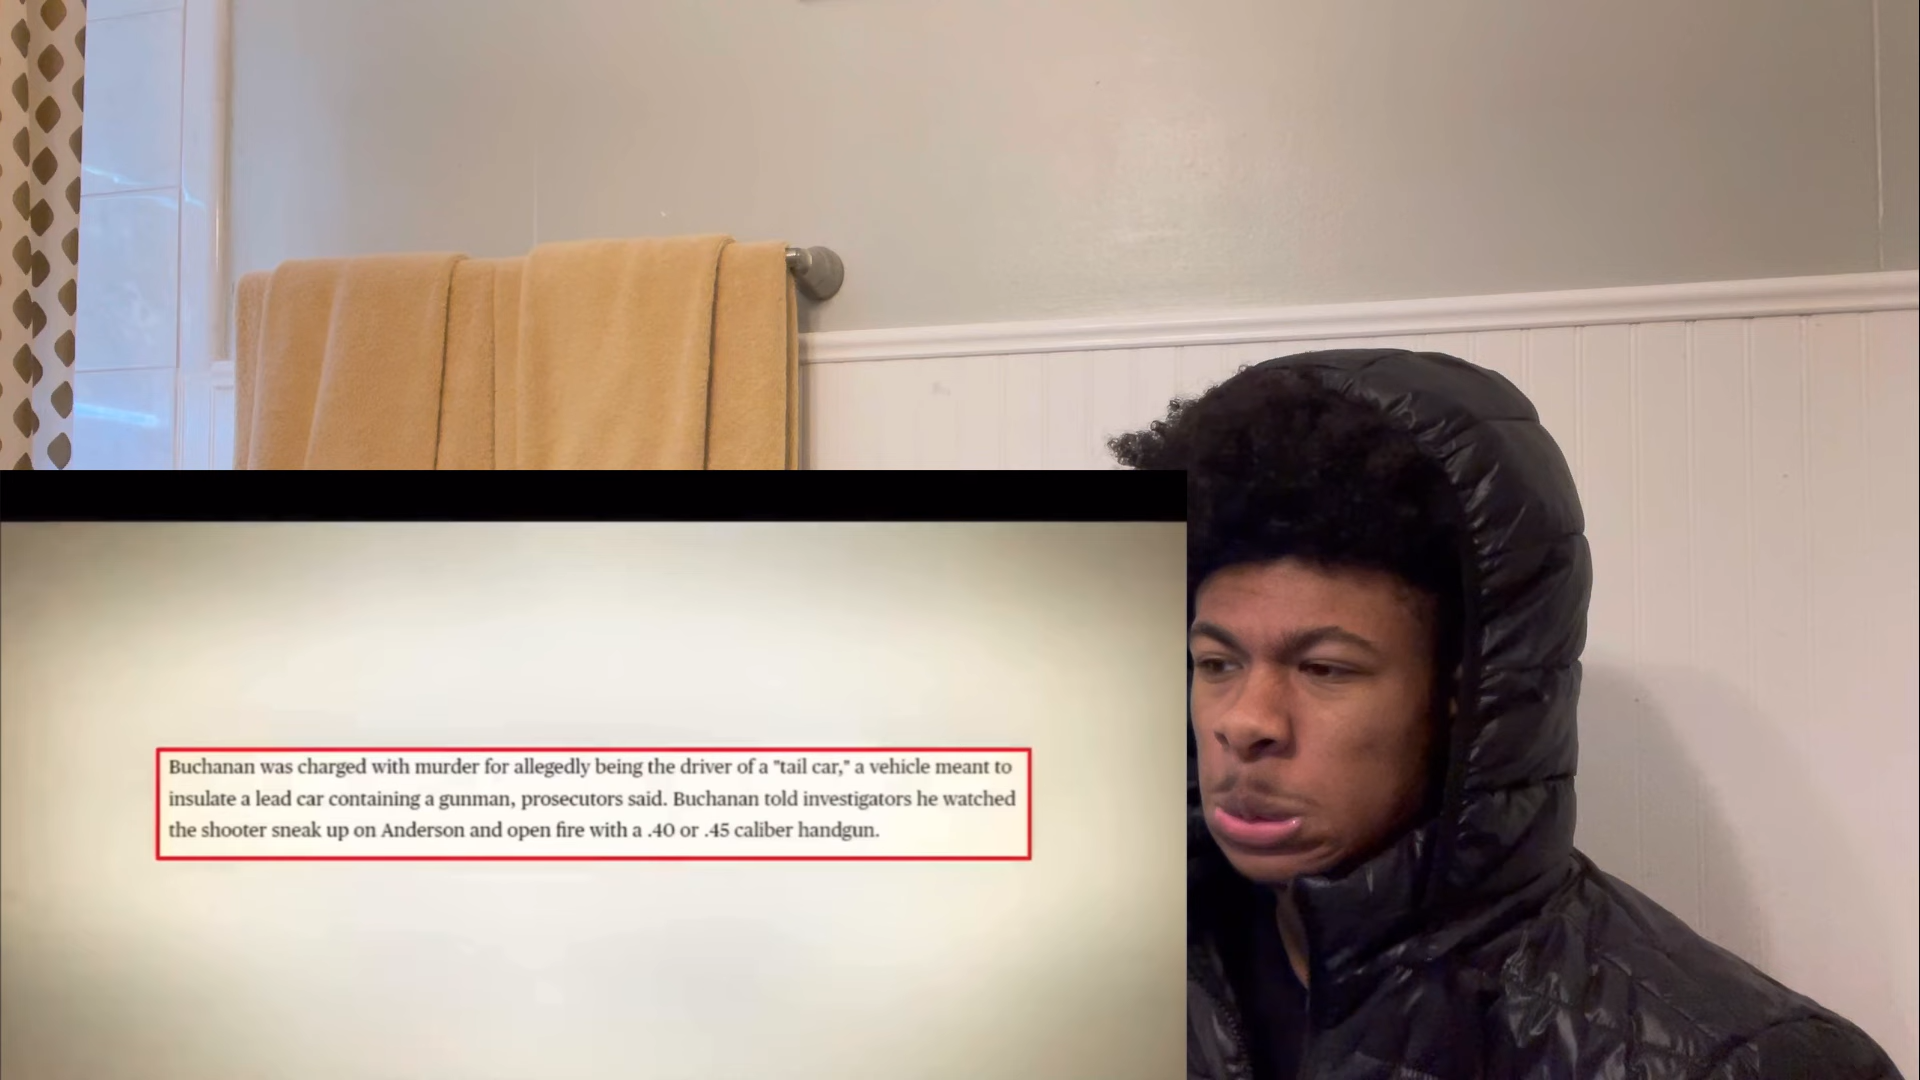 Buchanan was charged with murder for allegedly being the driver of a "tail car," a vehicle meant to
insulate a lead car containing a gunman, prosecutors said. Buchanan told investigators he watched
the shooter sneak up on Anderson and open fire with a .40 or .45 caliber handgun.